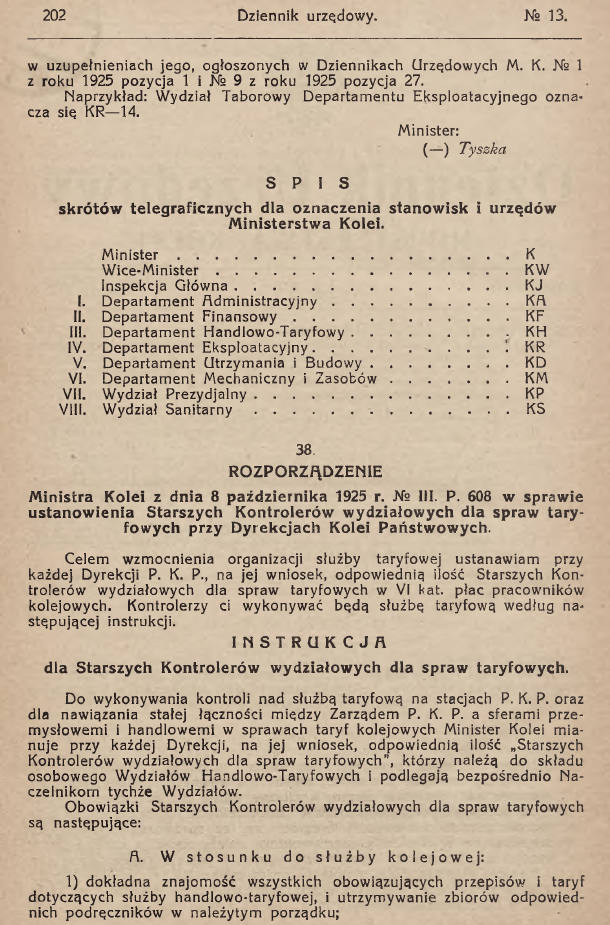 202 Dziennik urzędowy. № 13.
w uzupełnieniach jego, ogłoszonych w Dziennikach Urzędowych M. K. № 1
z roku 1925 pozycja 1 i № 9 z roku 1925 pozycja 27.
Naprzykład: Wydział Taborowy Departamentu Eksploatacyjnego ozna-
cza się KR—14.
Minister:
(—) Tyszka
SPIS
skrótów telegraficznych dla oznaczenia stanowisk i urzędów
Ministerstwa Kolei.
Minister . . . . . . . . . . . . . . . . . . K
Wice-Minister . . . . . . . . . . . . . . . . KW
Inspekcja Główna . . . . . . . . . . . . . . . KJ
I. Departament Administracyjny . . . . . . . . . . KA
II. Departament Finansowy . . . . . . . . . . . . KF
III. Departament Handlowo-Taryfowy . . . . . . . . . KH
IV. Departament Eksploatacyjny . . . . . . . . . . . KR
V. Departament Utrzymania i Budowy . . . . . . . . KD
VI. Departament Mechaniczny i Zasobów . . . . . . . KM
VII. Wydział Prezydjalny . . . . . . . . . . . . . . KP
VIII. Wydział Sanitarny . . . . . . . . . . . . . . KS
38.
ROZPORZĄDZENIE
Ministra Kolei z dnia 8 października 1925 r. № III. P. 608 w sprawie
ustanowienia Starszych Kontrolerów wydziałowych dla spraw tary-
fowych przy Dyrekcjach Kolei Państwowych.
Celem wzmocnienia organizacji służby taryfowej ustanawiam przy
każdej Dyrekcji P. K. P., na jej wniosek, odpowiednią ilość Starszych Kon-
trolerów wydziałowych dla spraw taryfowych w VI kat. płac pracowników
kolejowych. Kontrolerzy ci wykonywać będą służbę taryfową według na-
stępującej instrukcji.
INSTRUKCJA
dla Starszych Kontrolerów wydziałowych dla spraw taryfowych.
Do wykonywania kontroli nad służbą taryfową na stacjach P. K. P. oraz
dla nawiązania stałej łączności między Zarządem P. K. P. a sferami prze-
mysłowemi i handlowemi w sprawach taryf kolejowych Minister Kolei mia-
nuje przy każdej Dyrekcji, na jej wniosek, odpowiednią ilość „Starszych
Kontrolerów wydziałowych dla spraw taryfowych", którzy należą do składu
osobowego Wydziałów Handlowo-Taryfowych i podlegają bezpośrednio Na-
czelnikom tychże Wydziałów.
Obowiązki Starszych Kontrolerów wydziałowych dla spraw taryfowych
są następujące:
A. W stosunku do służby kolejowej:
1) dokładna znajomość wszystkich obowiązujących przepisów i taryf
dotyczących służby handlowo-taryfowej, i utrzymywanie zbiorów odpowied-
nich podręczników w należytym porządku;